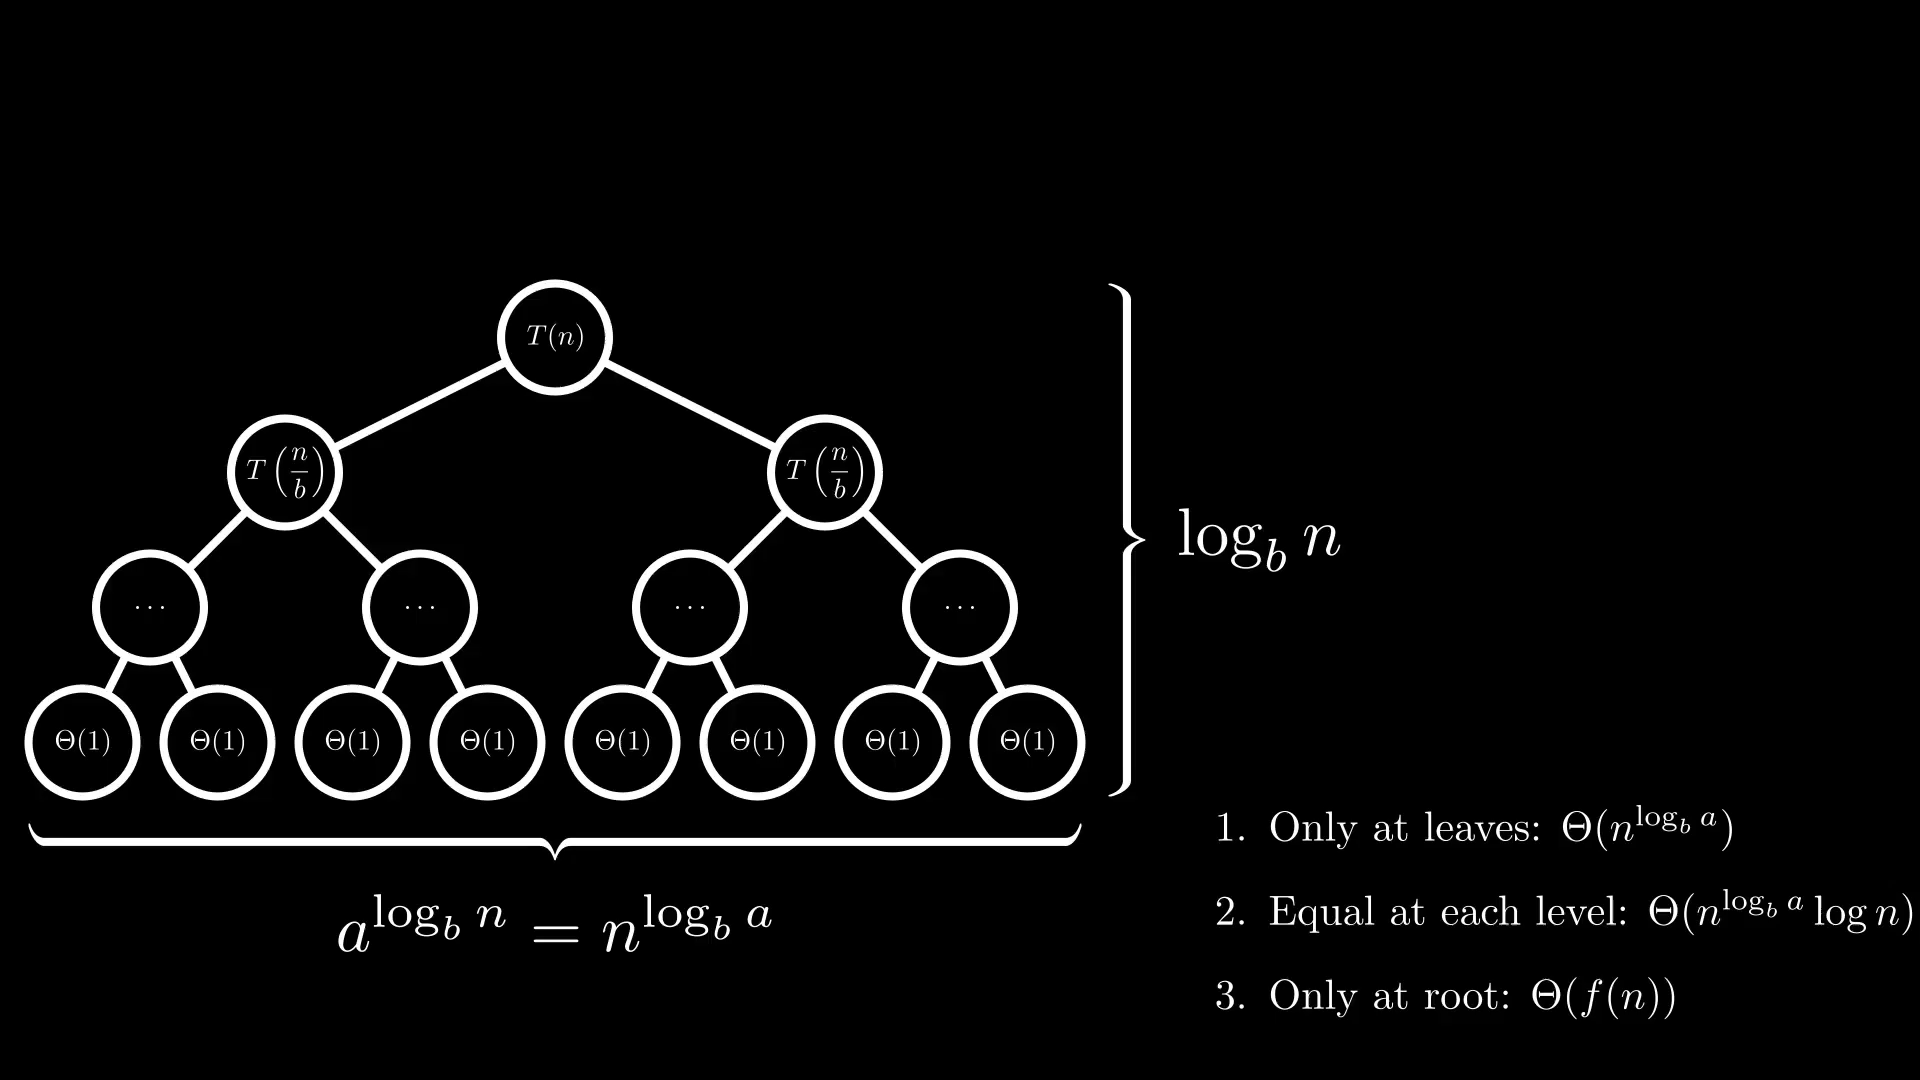 T(n)
T(n/b) T(n/b)
... ... ... ...
Θ(1) Θ(1) Θ(1) Θ(1) Θ(1) Θ(1) Θ(1) Θ(1)
log_b n
a^{log_b n} = n^{log_b a}
1. Only at leaves: Θ(n^{log_b a})
2. Equal at each level: Θ(n^{log_b a} log n)
3. Only at root: Θ(f(n))